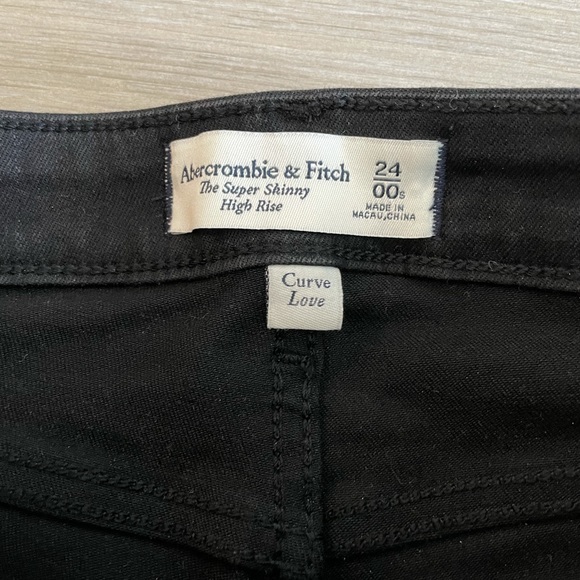 Abercrombie & Fitch
The Super Skinny
High Rise
24
00s
MADE IN
MACAU,CHINA
Curve
Love